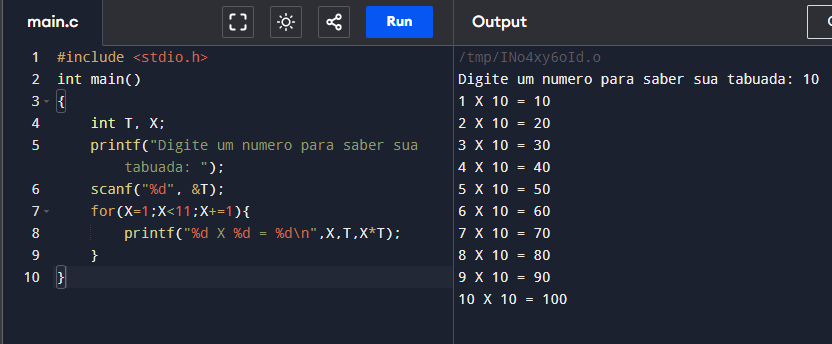 main.c
Run
Output
1 #include <stdio.h>
2 int main()
3 {
4 int T, X;
5 printf("Digite um numero para saber sua
tabuada: ");
6 scanf("%d", &T);
7 for(X=1;X<11;X+=1){
8 printf("%d X %d = %d\n",X,T,X*T);
9 }
10 }
/tmp/INo4xy6oId.o
Digite um numero para saber sua tabuada: 10
1 X 10 = 10
2 X 10 = 20
3 X 10 = 30
4 X 10 = 40
5 X 10 = 50
6 X 10 = 60
7 X 10 = 70
8 X 10 = 80
9 X 10 = 90
10 X 10 = 100